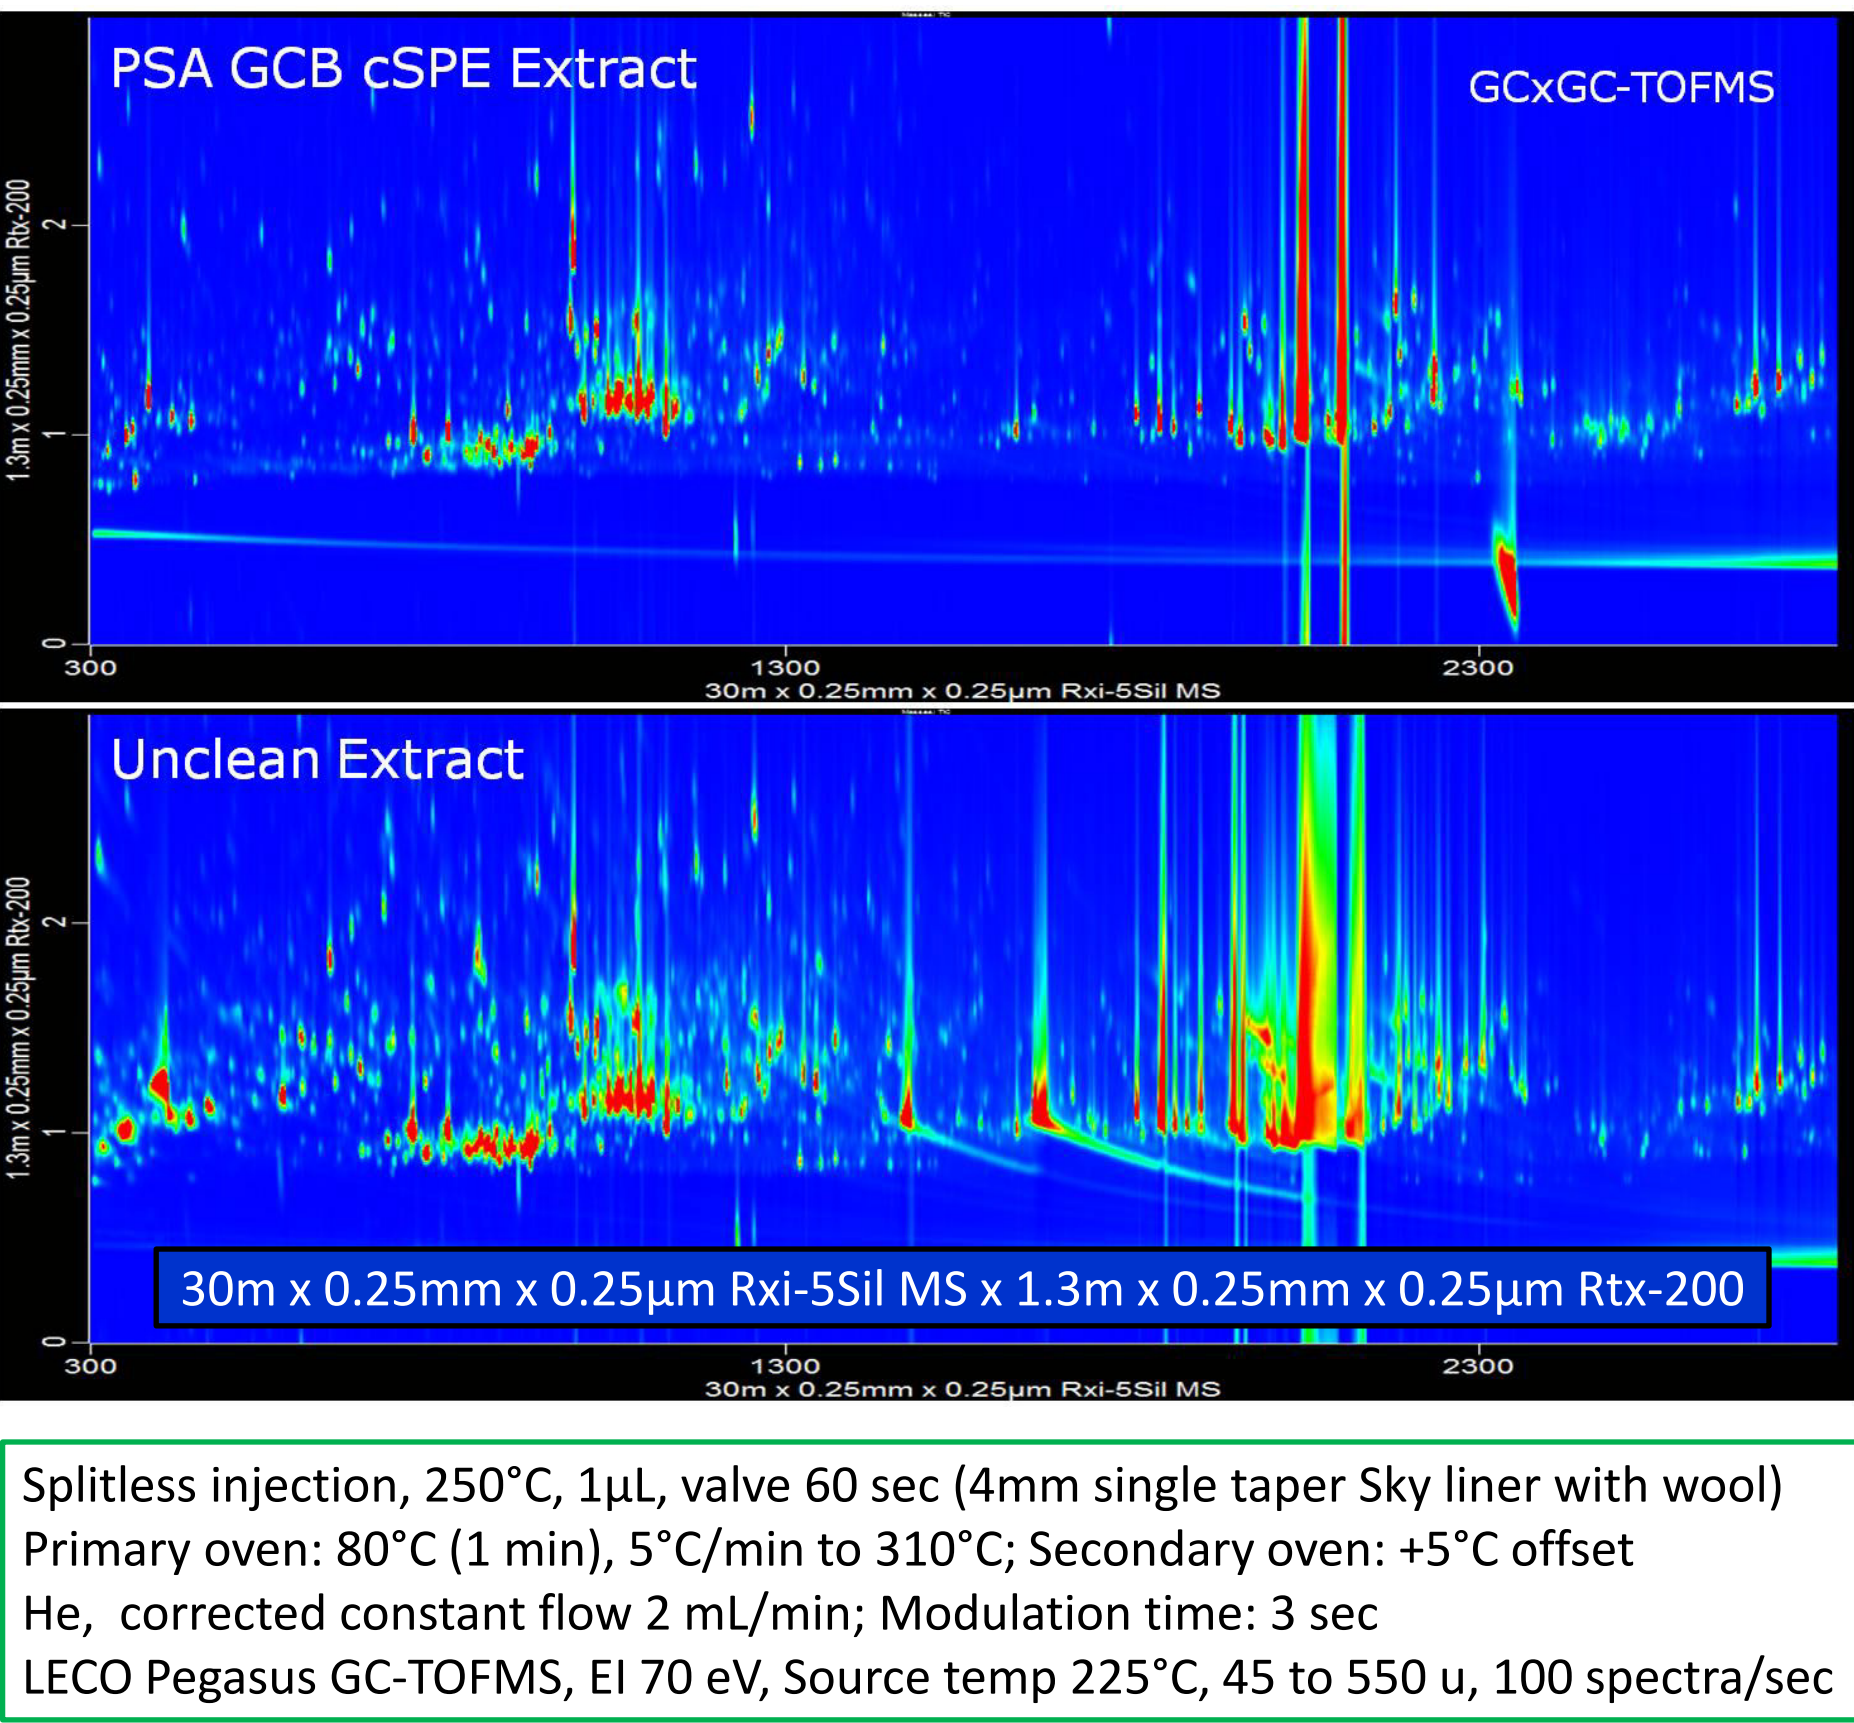 PSA GCB cSPE Extract
GCxGC-TOFMS
1.3m x 0.25mm x 0.25µm Rtx-200
2
1
0
300 1300 2300
30m x 0.25mm x 0.25µm Rxi-5Sil MS
Unclean Extract
1.3m x 0.25mm x 0.25µm Rtx-200
2
1
0
30m x 0.25mm x 0.25µm Rxi-5Sil MS x 1.3m x 0.25mm x 0.25µm Rtx-200
300 1300 2300
30m x 0.25mm x 0.25µm Rxi-5Sil MS
Splitless injection, 250°C, 1µL, valve 60 sec (4mm single taper Sky liner with wool)
Primary oven: 80°C (1 min), 5°C/min to 310°C; Secondary oven: +5°C offset
He,  corrected constant flow 2 mL/min; Modulation time: 3 sec
LECO Pegasus GC-TOFMS, EI 70 eV, Source temp 225°C, 45 to 550 u, 100 spectra/sec